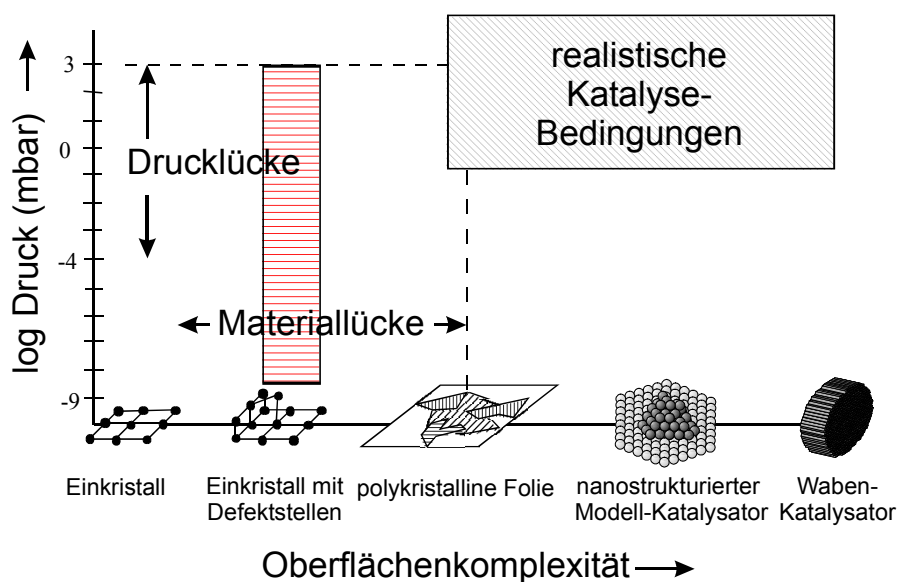 log Druck (mbar)
3
0
-4
-9
Drucklücke
realistische
Katalyse-
Bedingungen
Materiallücke
Einkristall
Einkristall mit
Defektstellen
polykristalline Folie
nanostrukturierter
Modell-Katalysator
Waben-
Katalysator
Oberflächenkomplexität